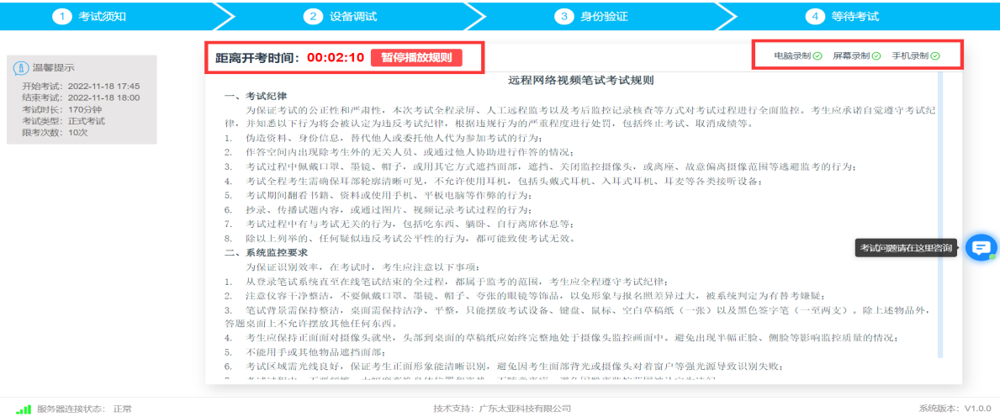 1 考试须知
2 设备调试
3 身份验证
4 等待考试
温馨提示
开始考试：2022-11-18 17:45
结束考试：2022-11-18 18:00
考试时长：170分钟
考试类型：正式考试
限考次数：10次
距离开考时间：00:02:10 暂停播放规则
电脑录制 屏幕录制 手机录制
远程网络视频笔试考试规则
一、考试纪律
为保证考试的公正性和严肃性，本次考试全程录屏、人工远程监考以及考后监控记录核查等方式对考试过程进行全面监控。考生应承诺自觉遵守考试纪
律，并知悉以下行为将会被认定为违反考试纪律，根据违规行为的严重程度进行处罚，包括终止考试、取消成绩等。
1. 伪造资料、身份信息，替代他人或委托他人代为参加考试的行为；
2. 作答空间内出现除考生外的无关人员、或通过他人协助进行作答的情况；
3. 考试过程中佩戴口罩、墨镜、帽子，或用其它方式遮挡面部，遮挡、关闭监控摄像头，或离座、故意偏离摄像范围等逃避监考的行为；
4. 考试全程考生需确保耳部轮廓清晰可见，不允许使用耳机，包括头戴式耳机、入耳式耳机、耳麦等各类接听设备；
5. 考试期间翻看书籍、资料或使用手机、平板电脑等作弊的行为；
6. 抄录、传播试题内容，或通过图片、视频记录考试过程的行为；
7. 考试过程中有与考试无关的行为，包括吃东西、躺卧、自行离席休息等；
8. 除以上列举的、任何疑似违反考试公平性的行为，都可能致使考试无效。
考试问题请在这里咨询
二、系统监控要求
为保证识别效率，在考试时，考生应注意以下事项：
1. 从登录笔试系统直至在线笔试结束的全过程，都属于监考的范围，考生应全程遵守考试纪律；
2. 注意仪容干净整洁，不要佩戴口罩、墨镜、帽子、夸张的眼镜等饰品，以免形象与报名照差异过大，被系统判定为有替考嫌疑；
3. 笔试背景需保持整洁，桌面需保持洁净、平整，只能摆放考试设备、键盘、鼠标、空白草稿纸（一张）以及黑色签字笔（一至两支）。除上述物品外，
答题桌面上不允许摆放其他任何东西。
4. 考生应保持正面面对摄像头就坐，头部到桌面的草稿纸应始终完整地处于摄像头监控画面中。避免出现半幅正脸、侧脸等影响监控质量的情况；
5. 不能用手或其他物品遮挡面部；
6. 考试区域需光线良好，保证考生正面形象能清晰识别，避免因考生面部背光或摄像头对着窗户等强光源导致识别失败；
服务器连接状态： 正常
技术支持：广东太亚科技有限公司
系统版本：V1.0.0